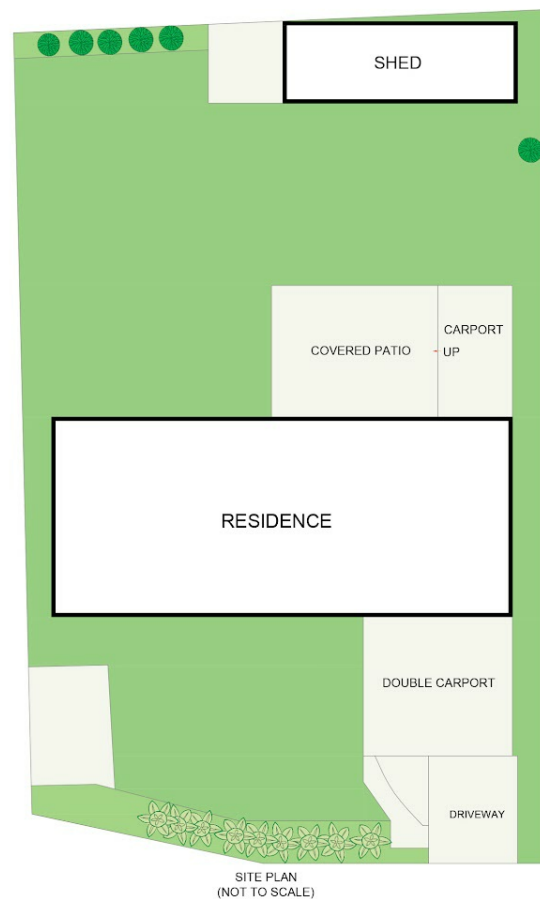 SHED
CARPORT
COVERED PATIO
UP
RESIDENCE
DOUBLE CARPORT
DRIVEWAY
SITE PLAN
(NOT TO SCALE)